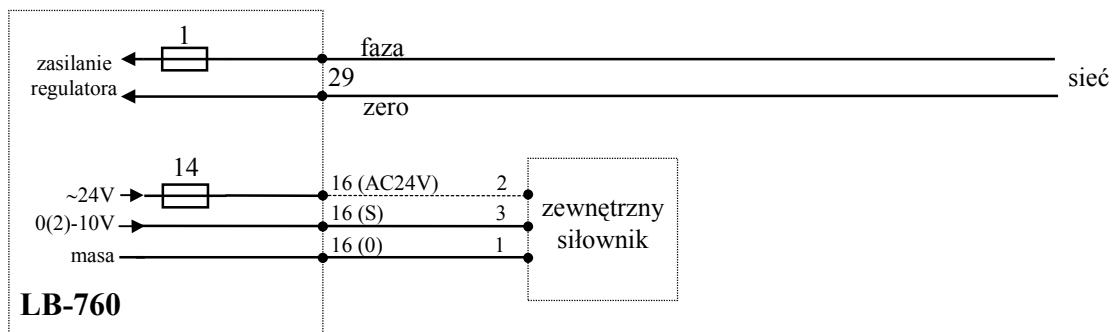 1
faza
zasilanie
regulatora
29
sieć
zero
14
~24V
16 (AC24V)
2
0(2)-10V
16 (S)
3
zewnętrzny
siłownik
masa
16 (0)
1
LB-760